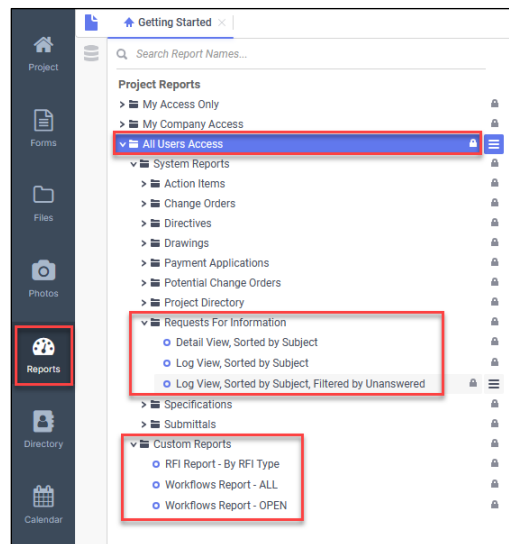 Getting Started
Project
Search Report Names...
Project Reports
My Access Only
My Company Access
Forms
All Users Access
System Reports
Action Items
Files
Change Orders
Directives
Drawings
Payment Applications
Photos
Potential Change Orders
Project Directory
Requests For Information
Detail View, Sorted by Subject
Reports
Log View, Sorted by Subject
Log View, Sorted by Subject, Filtered by Unanswered
Specifications
Submittals
Directory
Custom Reports
RFI Report - By RFI Type
Workflows Report - ALL
Workflows Report - OPEN
Calendar